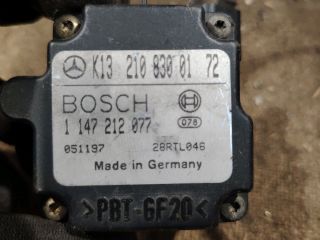 K13 210 830 01 72
BOSCH
1 147 212 077 078
051197 28RTL046
Made in Germany
>PBT-GF20<